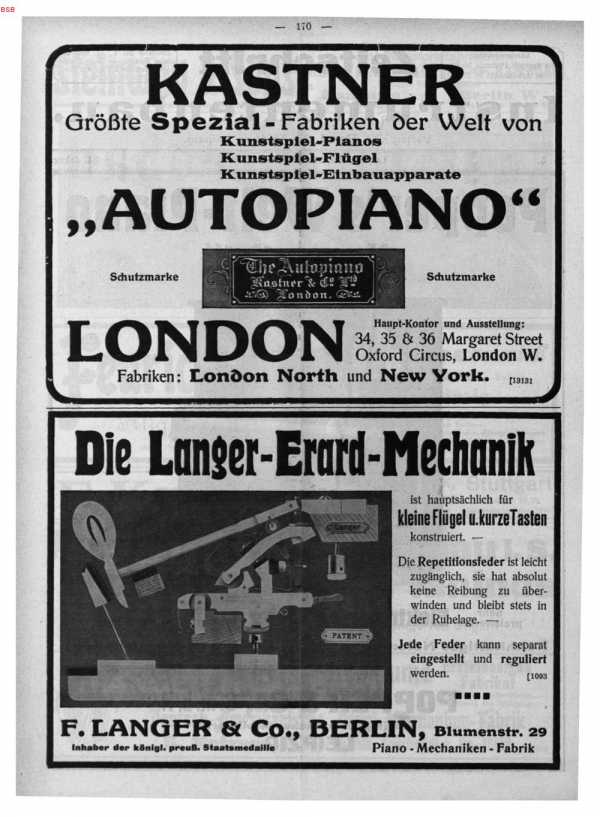 BSB
— 170 —
KASTNER
Größte Spezial-Fabriken der Welt von
Kunstspiel-Pianos
Kunstspiel-Flügel
Kunstspiel-Einbauapparate
„AUTOPIANO“
Schutzmarke
The Autopiano
Kastner & Co Ltd
London.
Schutzmarke
LONDON
Haupt-Kontor und Ausstellung:
34, 35 & 36 Margaret Street
Oxford Circus, London W.
Fabriken: London North und New York.
[1313]
Die Langer-Erard-Mechanik
Langer
PATENT
ist hauptsächlich für
kleine Flügel u. kurze Tasten
konstruiert. —
Die Repetitionsfeder ist leicht
zugänglich, sie hat absolut
keine Reibung zu über-
winden und bleibt stets in
der Ruhelage. —
Jede Feder kann separat
eingestellt und reguliert
werden. [1093
F. LANGER & Co., BERLIN, Blumenstr. 29
Inhaber der königl. preuß. Staatsmedaille
Piano-Mechaniken-Fabrik